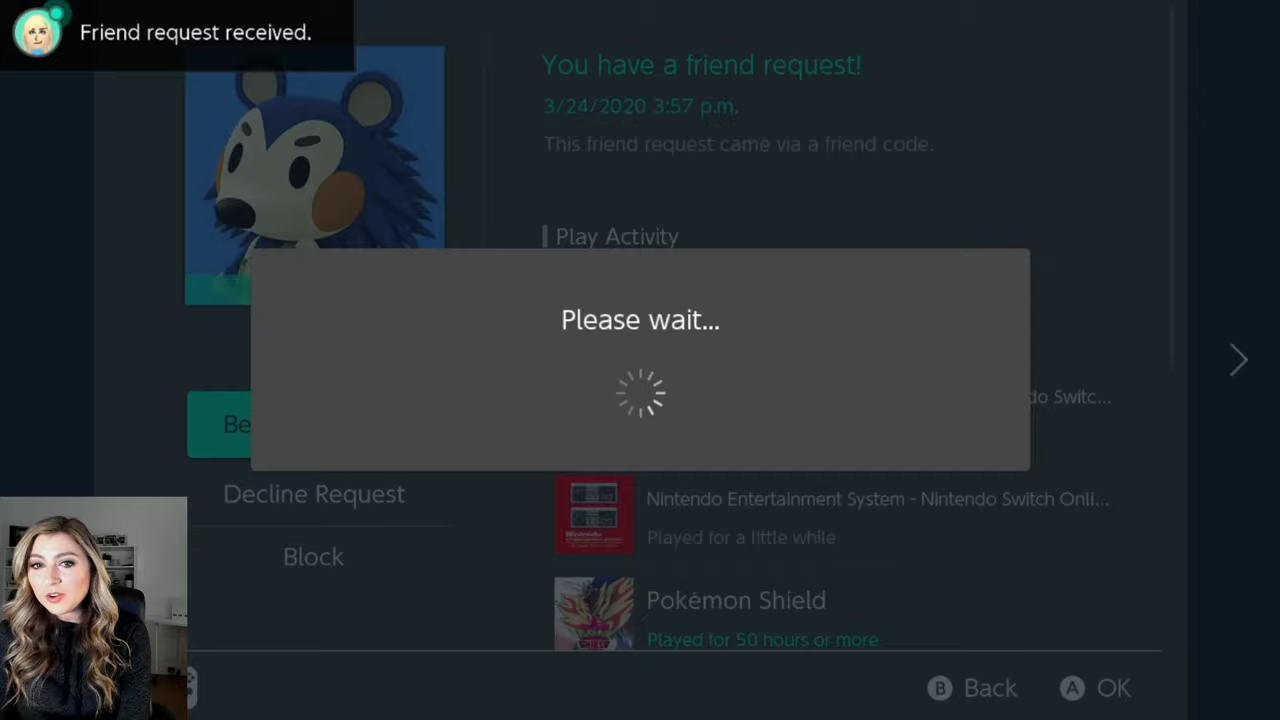 Friend request received.
You have a friend request!
3/24/2020 3:57 p.m.
This friend request came via a friend code.
Play Activity
Please wait...
do Switc...
Be
Decline Request
Block
Nintendo Entertainment System - Nintendo Switch Onli...
Played for a little while
Pokémon Shield
Played for 50 hours or more
B Back
A OK